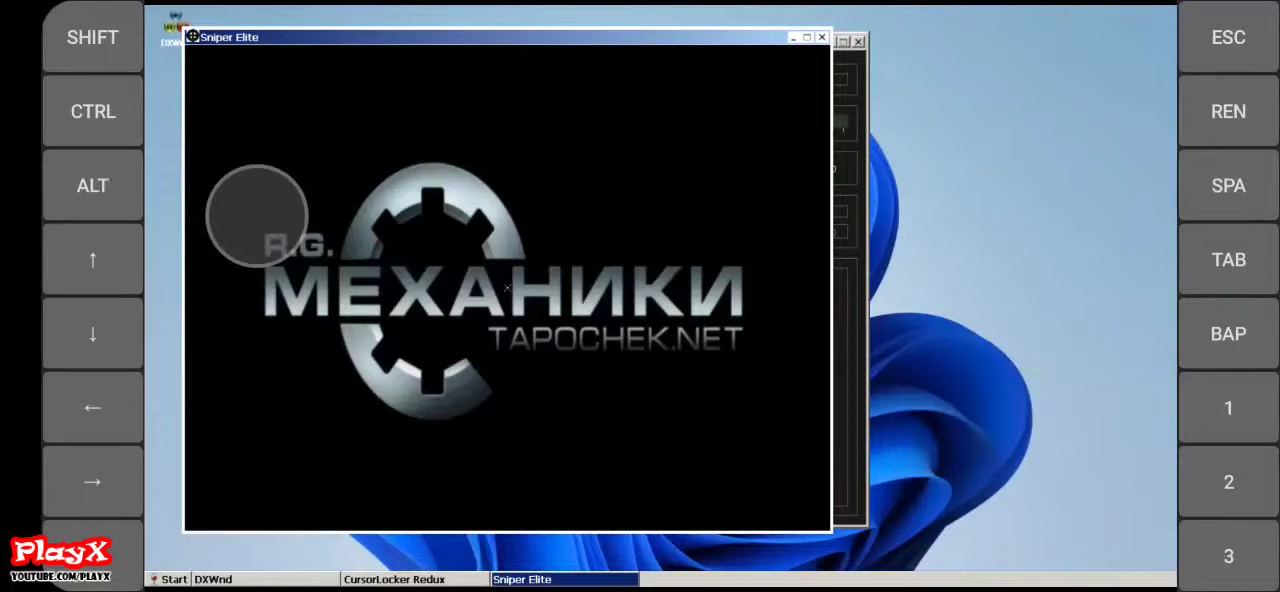 SHIFT
CTRL
ALT
↑
↓
←
→
DXWnd
Sniper Elite
R.G.
МЕХАНИКИ
TAPOCHEK.NET
ESC
REN
SPA
TAB
BAP
1
2
3
PlayX
YOUTUBE.COM/PLAYX
Start
DXWnd
CursorLocker Redux
Sniper Elite